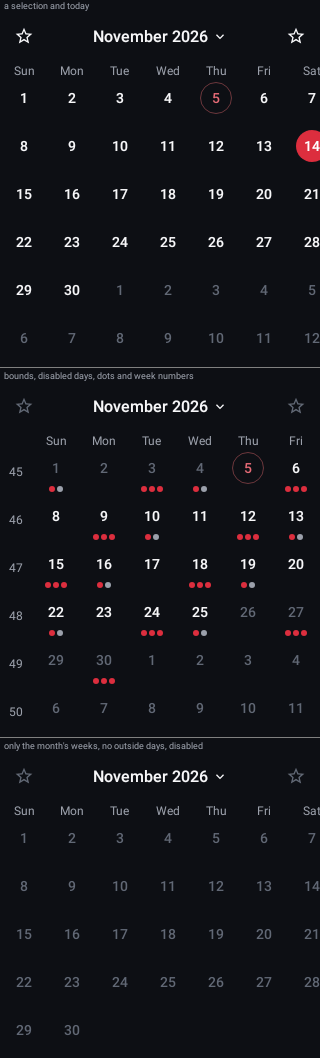 a selection and today
November 2026
Sun Mon Tue Wed Thu Fri Sat
1 2 3 4 5 6 7
8 9 10 11 12 13 14
15 16 17 18 19 20 21
22 23 24 25 26 27 28
29 30 1 2 3 4 5
6 7 8 9 10 11 12
bounds, disabled days, dots and week numbers
November 2026
Sun Mon Tue Wed Thu Fri
45 1 2 3 4 5 6
46 8 9 10 11 12 13
47 15 16 17 18 19 20
48 22 23 24 25 26 27
49 29 30 1 2 3 4
50 6 7 8 9 10 11
only the month's weeks, no outside days, disabled
November 2026
Sun Mon Tue Wed Thu Fri Sat
1 2 3 4 5 6 7
8 9 10 11 12 13 14
15 16 17 18 19 20 21
22 23 24 25 26 27 28
29 30